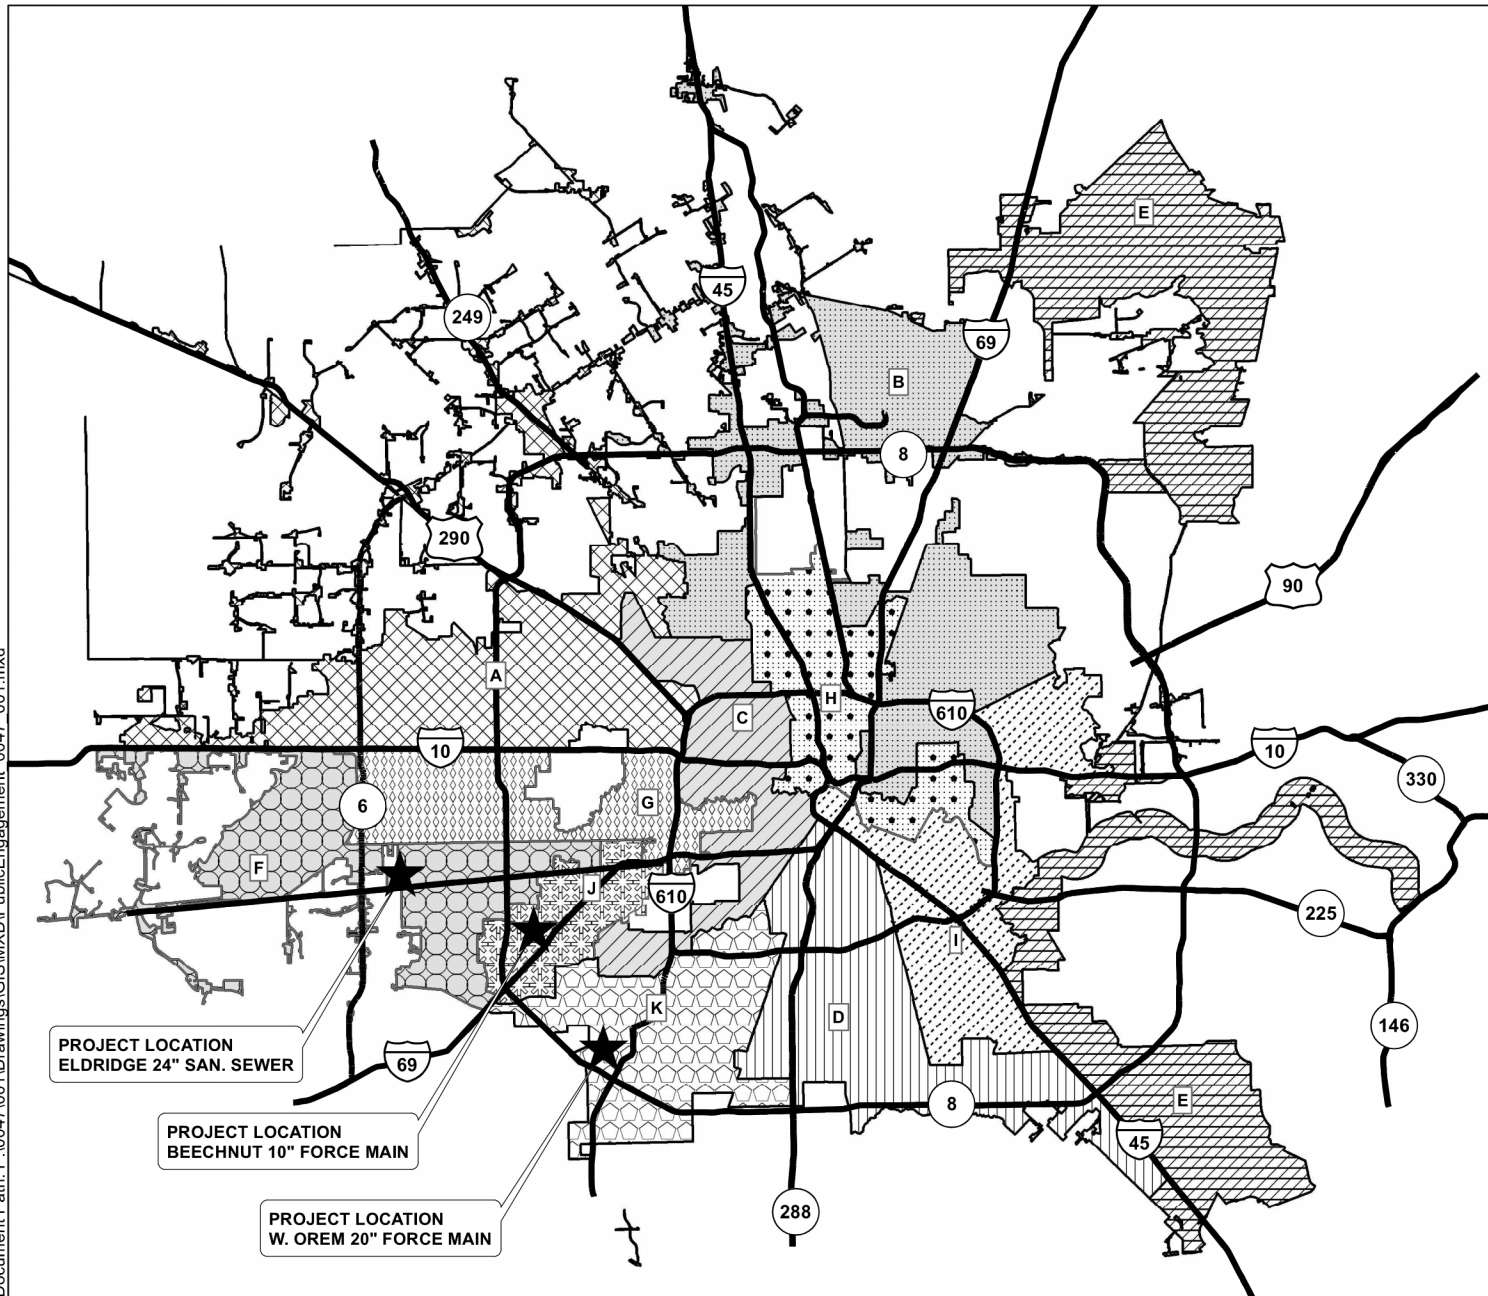 E
45
249
69
B
8
290
90
A
H
C
610
10
10
330
6
G
F
J
610
225
I
K
D
146
PROJECT LOCATION
ELDRIDGE 24" SAN. SEWER
69
8
E
PROJECT LOCATION
BEECHNUT 10" FORCE MAIN
45
PROJECT LOCATION
W. OREM 20" FORCE MAIN
288